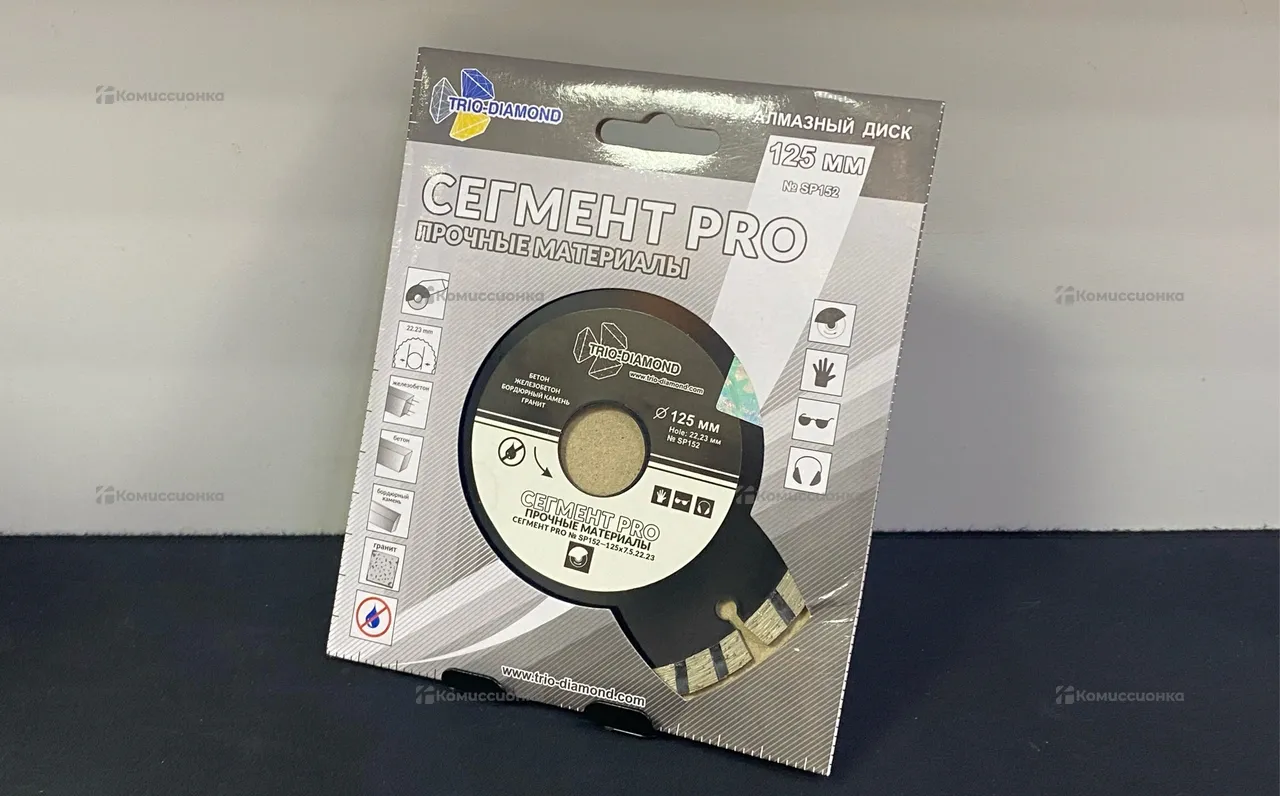 TRIO-DIAMOND
АЛМАЗНЫЙ ДИСК
125 мм
№ SP152
СЕГМЕНТ PRO
ПРОЧНЫЕ МАТЕРИАЛЫ
22.23 mm
железобетон
бетон
бордюрный
камень
гранит
TRIO-DIAMOND
www.trio-diamond.com
БЕТОН
ЖЕЛЕЗОБЕТОН
БОРДЮРНЫЙ КАМЕНЬ
ГРАНИТ
125 мм
Hole: 22,23 мм
№ SP152
СЕГМЕНТ PRO
ПРОЧНЫЕ МАТЕРИАЛЫ
СЕГМЕНТ PRO № SP152–125x7.5.22.23
www.trio-diamond.com
Комиссионка
Комиссионка
Комиссионка
Комиссионка
Комиссионка
Комиссионка
Комиссионка
Комиссионка